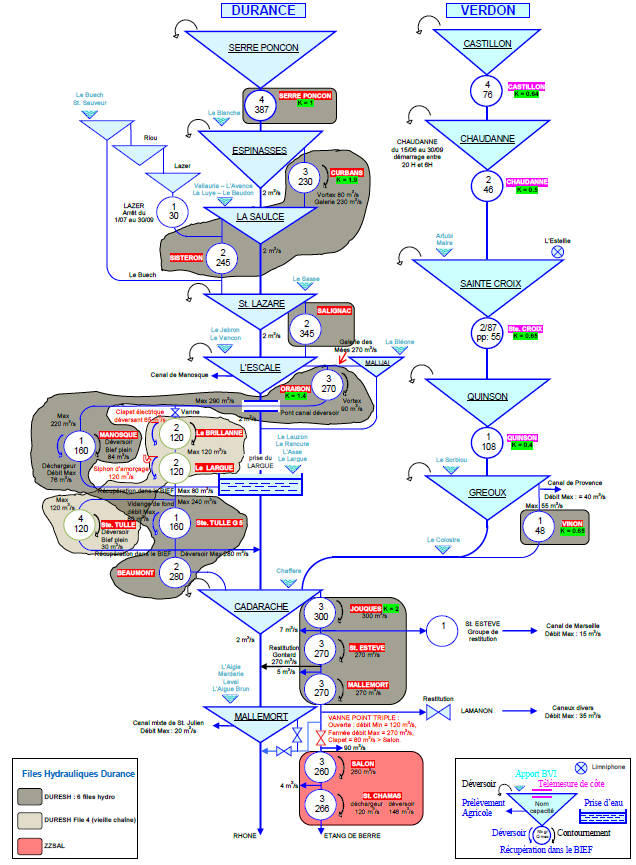 DURANCE
VERDON
SERRE PONCON
CASTILLON
4
387
SERRE PONCON
K = 1
4
76
CASTILLON
K = 0.64
Le Buech
St. Sauveur
La Blanche
Riou
Lazer
ESPINASSES
CHAUDANNE
CHAUDANNE
du 15/06 au 30/09
démarrage entre
20 H et 6H
3
230
CURBANS
K = 1.9
Vortex 80 m³/s
Galerie 230 m³/s
Vallauria – L'Avence
La Luye – Le Baudon
2 m³/s
2
46
CHAUDANNE
K = 0.5
LAZER
Arrêt du
1/07 au 30/09
1
30
LA SAULCE
2 m³/s
SISTERON
2
245
Artubi
Maire
L'Estelle
Le Buech
Le Sasse
SAINTE CROIX
St. LAZARE
SALIGNAC
2
345
Le Jabron
Le Vancon
2 m³/s
Galerie des
Mées 270 m³/s
La Bléone
2/87
pp: 55
Ste. CROIX
K = 0.65
L'ESCALE
MALIJAI
Canal de Manosque
ORAISON
K = 1.4
3
270
Vortex
90 m³/s
QUINSON
Max 290 m³/s
Pont canal déversoir
2 m³/s
Max
220 m³/s
Clapet électrique
déversant 66 m³/s
Vanne
1
160
MANOSQUE
Déversoir
Bief plein
84 m³/s
2
120
La BRILLANNE
Max 120 m³/s
Déchargeur
Débit Max
76 m³/s
Siphon d'amorçage
120 m³/s
2
120
Le LARGUE
prise du
LARGUE
Le Lauzon
La Rancure
L'Asse
Le Largue
1
108
QUINSON
K = 0.4
Le Sorbiou
GREOUX
Canal de Provence
Débit Max : = 40 m³/s
Max 55 m³/s
1
48
VINON
K = 0.65
Récupération dans le BIEF
Max 80 m³/s
Max
120 m³/s
Vidange de fond
débit Max
Max 240 m³/s
4
120
Ste. TULLE
Déversoir
Bief plein
30 m³/s
1
160
Ste. TULLE G 5
Récupération dans le BIEF
Déversoir Max 280 m³/s
Le Colostre
BEAUMONT
2
280
Cheffere
CADARACHE
3
300
JOUQUES
K = 2
300 m³/s
2 m³/s
7 m³/s
1
St. ESTEVE
Groupe de
restitution
Canal de Marseille
Débit Max : = 15 m³/s
Restitution
Gontard
270 m³/s
3
270
St. ESTEVE
270 m³/s
5 m³/s
L'Aigle
Marderie
Laval
L'Aigue Brun
3
270
MALLEMORT
270 m³/s
MALLEMORT
Canal mixte de St. Julien
Débit Max : = 20 m³/s
VANNE POINT TRIPLE :
Ouverte : débit Min = 120 m³/s,
Fermée débit Max = 270 m³/s,
Clapet = 80 m³/s > Salon.
Restitution
LAMANON
Canaux divers
Débit Max : = 35 m³/s
90 m³/s
3
260
SALON
260 m³/s
4 m³/s
3
266
St. CHAMAS
déchargeur
120 m³/s
déversoir
146 m³/s
RHONE
ETANG DE BERRE
Files Hydrauliques Durance
DURESH : 6 files hydro
DURESH File 4 (vieille chaîne)
ZZSAL
Limniphone
Apport BVI
Déversoir
Télémesure de côte
Prélèvement
Agricole
Nom
capacité
Prise d'eau
Déversoir
Contournement
Récupération dans le BIEF